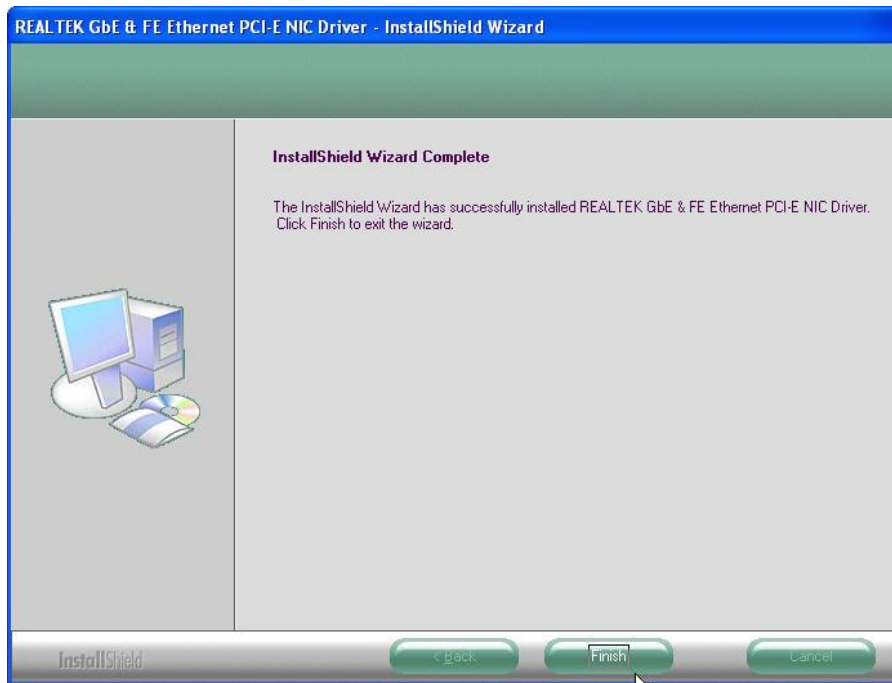 REALTEK GbE & FE Ethernet PCI-E NIC Driver - InstallShield Wizard
InstallShield Wizard Complete
The InstallShield Wizard has successfully installed REALTEK GbE & FE Ethernet PCI-E NIC Driver.
Click Finish to exit the wizard.
InstallShield
< Back
Finish
Cancel